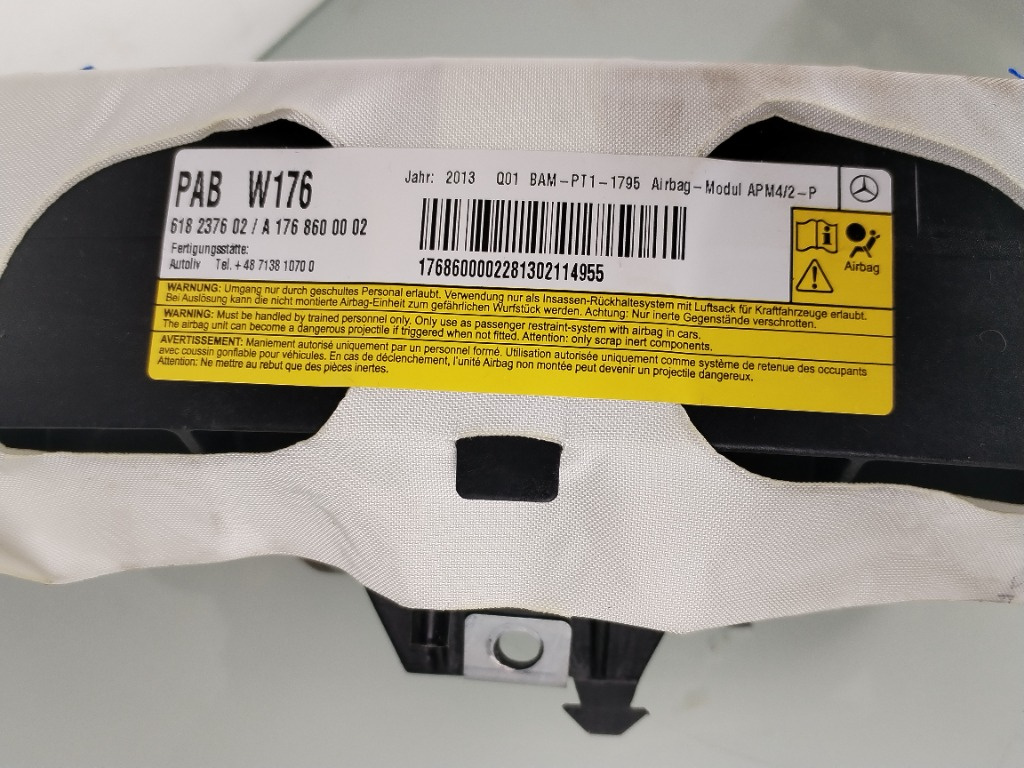 PAB W176
Jahr: 2013 Q01 BAM-PT1-1795 Airbag-Modul APM4/2-P
618 2376 02 / A 176 860 00 02
Fertigungsstätte:
Autoliv Tel. + 48 7138 1070 0
1768600002281302114955
Airbag
WARNUNG: Umgang nur durch geschultes Personal erlaubt. Verwendung nur als Insassen-Rückhaltesystem mit Luftsack für Kraftfahrzeuge erlaubt.
Bei Auslösung kann die nicht montierte Airbag-Einheit zum gefährlichen Wurfstück werden. Achtung: Nur inerte Gegenstände verschrotten.
WARNING: Must be handled by trained personnel only. Only use as passenger restraint-system with airbag in cars.
The airbag unit can become a dangerous projectile if triggered when not fitted. Attention: only scrap inert components.
AVERTISSEMENT: Maniement autorisé uniquement par un personnel formé. Utilisation autorisée uniquement comme système de retenue des occupants
avec coussin gonflable pour véhicules. En cas de déclenchement, l'unité Airbag non montée peut devenir un projectile dangereux.
Attention: Ne mettre au rebut que des pièces inertes.